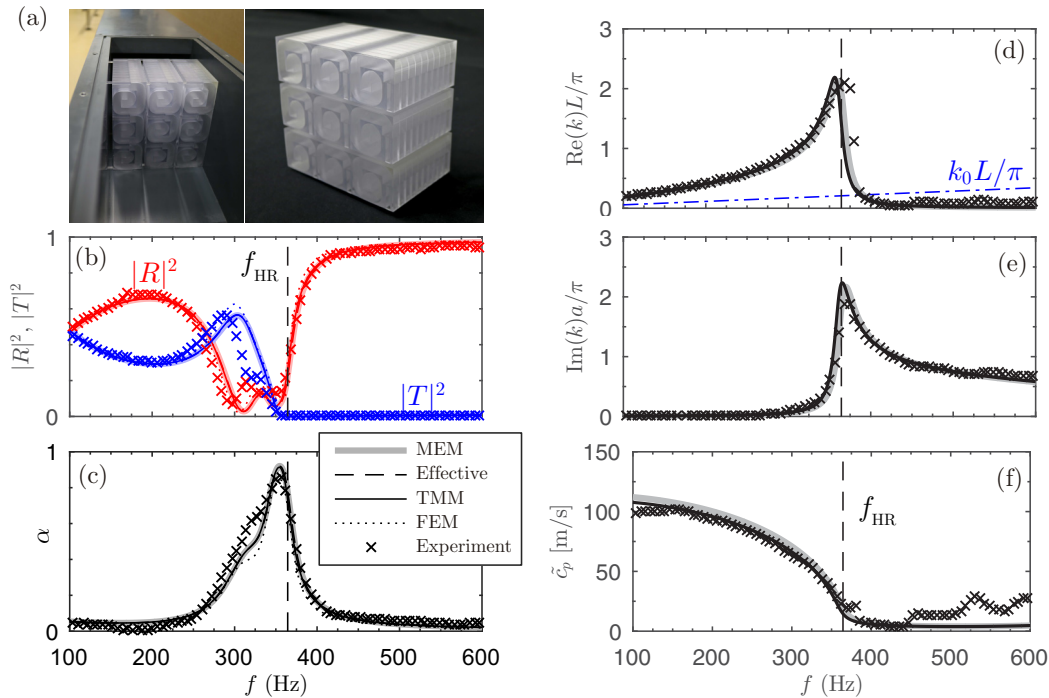 (a)
(b)
|R|²
f_HR
|T|²
|R|², |T|²
1
0
(c)
α
1
0
100 200 300 400 500 600
f (Hz)
MEM
Effective
TMM
FEM
Experiment
(d)
Re(k)L/π
3
2
1
0
k₀L/π
(e)
Im(k)a/π
3
2
1
0
(f)
c̃_p [m/s]
150
100
50
0
f_HR
100 200 300 400 500 600
f (Hz)